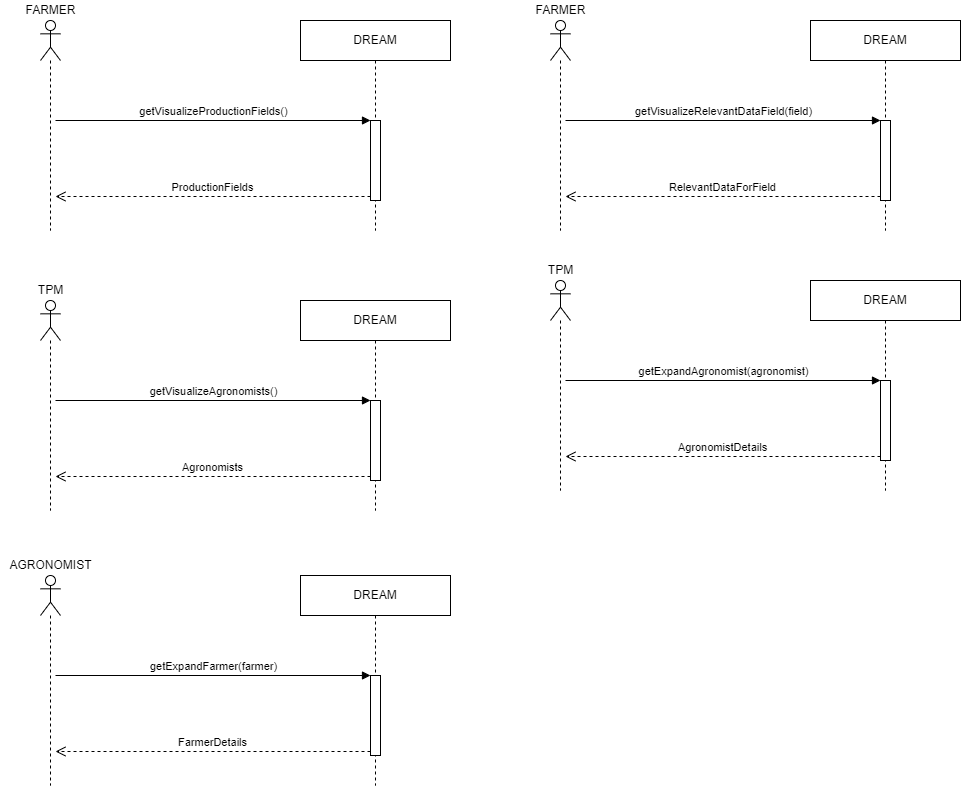 FARMER
DREAM
getVisualizeProductionFields()
ProductionFields
FARMER
DREAM
getVisualizeRelevantDataField(field)
RelevantDataForField
TPM
DREAM
getVisualizeAgronomists()
Agronomists
TPM
DREAM
getExpandAgronomist(agronomist)
AgronomistDetails
AGRONOMIST
DREAM
getExpandFarmer(farmer)
FarmerDetails